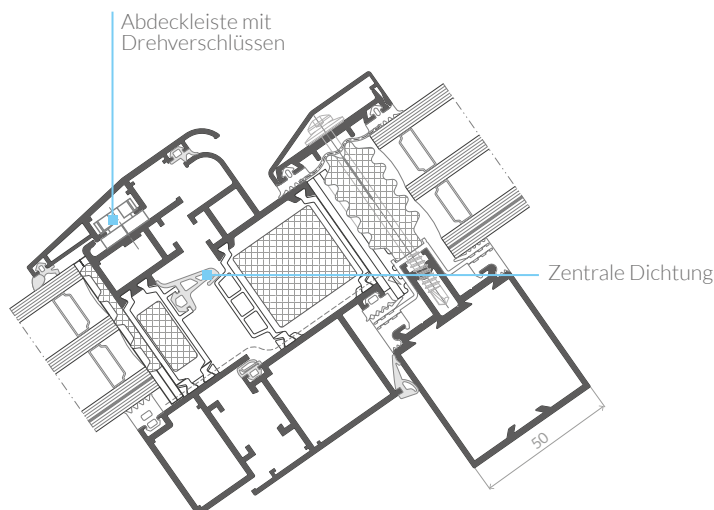 Abdeckleiste mit
Drehverschlüssen
Zentrale Dichtung
50